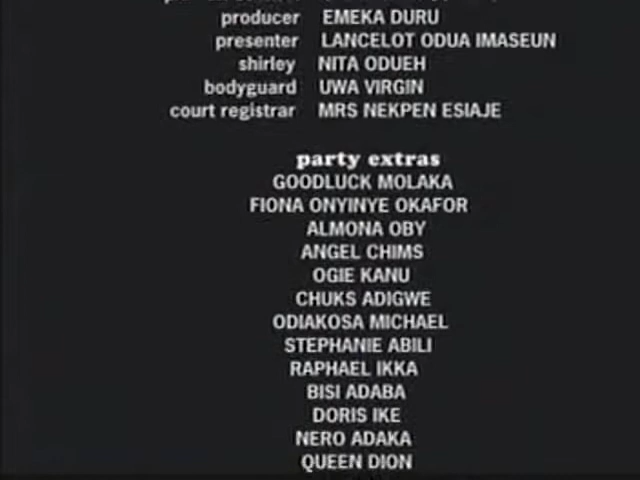 producer EMEKA DURU
presenter LANCELOT ODUA IMASEUN
shirley NITA ODUEH
bodyguard UWA VIRGIN
court registrar MRS NEKPEN ESIAJE
party extras
GOODLUCK MOLAKA
FIONA ONYINYE OKAFOR
ALMONA OBY
ANGEL CHIMS
OGIE KANU
CHUKS ADIGWE
ODIAKOSA MICHAEL
STEPHANIE ABILI
RAPHAEL IKKA
BISI ADABA
DORIS IKE
NERO ADAKA
QUEEN DION